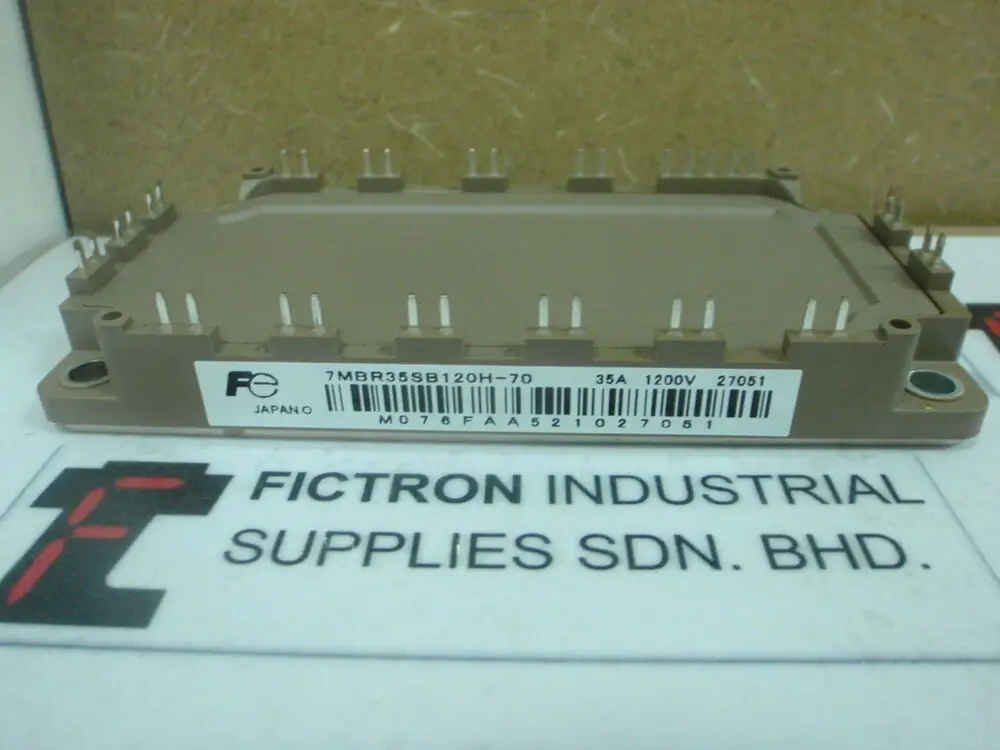 Fe 7MBR35SB120H-70 35A 1200V 27051
JAPAN O
M076FAA521027051
FICTRON INDUSTRIAL
SUPPLIES SDN. BHD.